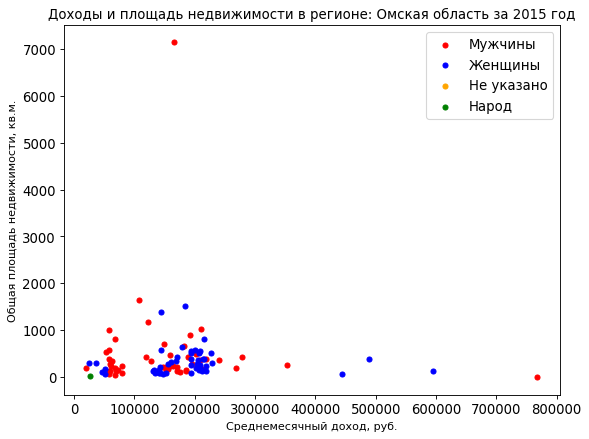 Доходы и площадь недвижимости в регионе: Омская область за 2015 год
Общая площадь недвижимости, кв.м.
7000
6000
5000
4000
3000
2000
1000
0
Мужчины
Женщины
Не указано
Народ
0 100000 200000 300000 400000 500000 600000 700000 800000
Среднемесячный доход, руб.